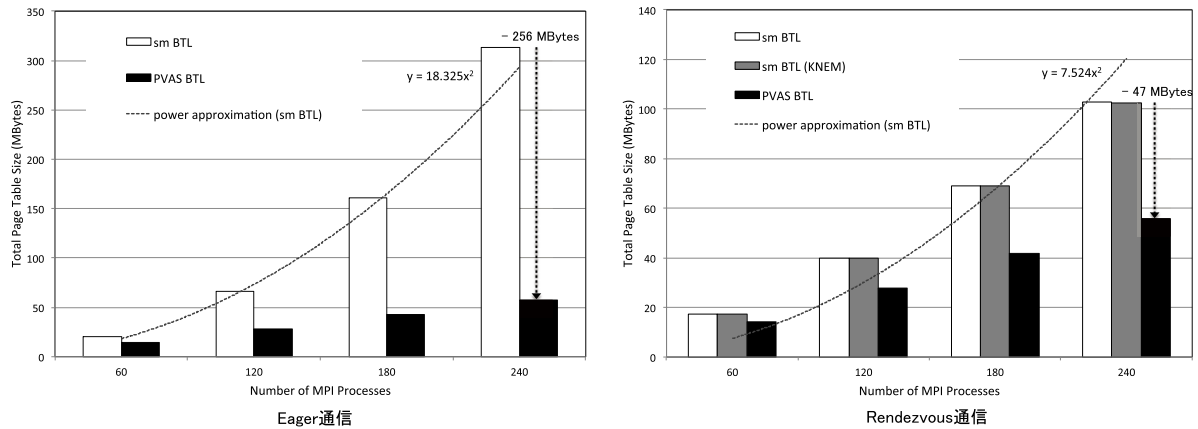 350
300
250
200
150
100
50
0
Total Page Table Size (MBytes)
sm BTL
PVAS BTL
power approximation (sm BTL)
y = 18.325x²
− 256 MBytes
60 120 180 240
Number of MPI Processes
Eager通信
140
120
100
80
60
40
20
0
Total Page Table Size (MBytes)
sm BTL
sm BTL (KNEM)
PVAS BTL
power approximation (sm BTL)
y = 7.524x²
− 47 MBytes
60 120 180 240
Number of MPI Processes
Rendezvous通信